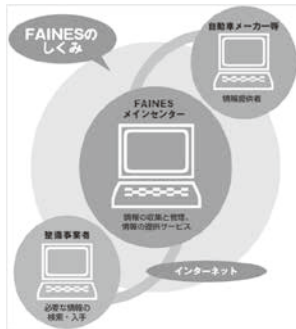 FAINESの
しくみ
自動車メーカー等
情報提供者
FAINES
メインセンター
情報の収集と管理、
情報の提供サービス
整備事業者
必要な情報の
検索・入手
インターネット